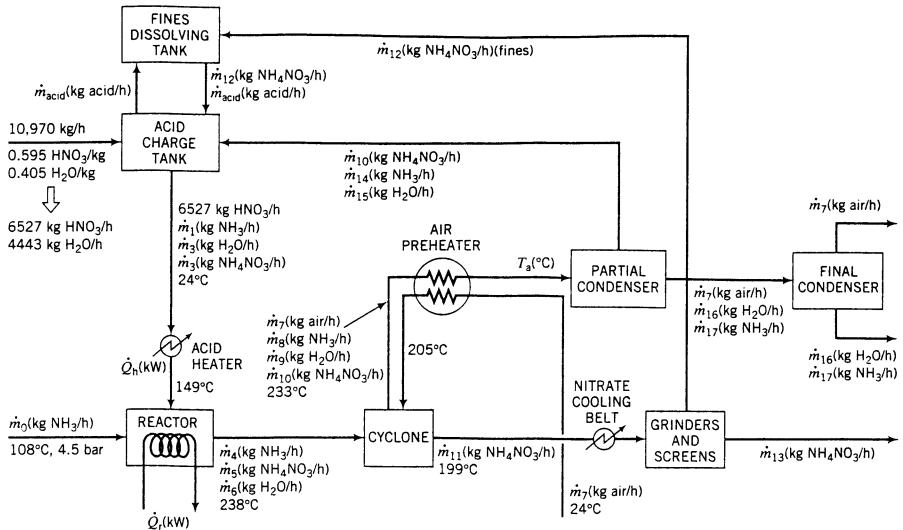 FINES
DISSOLVING
TANK
ṁ12(kg NH4NO3/h)(fines)
ṁacid(kg acid/h)
ṁ12(kg NH4NO3/h)
ṁacid(kg acid/h)
10,970 kg/h
0.595 HNO3/kg
0.405 H2O/kg
6527 kg HNO3/h
4443 kg H2O/h
ACID
CHARGE
TANK
ṁ10(kg NH4NO3/h)
ṁ14(kg NH3/h)
ṁ15(kg H2O/h)
6527 kg HNO3/h
ṁ1(kg NH3/h)
ṁ3(kg H2O/h)
ṁ3(kg NH4NO3/h)
24°C
AIR
PREHEATER
Ta(°C)
PARTIAL
CONDENSER
ṁ7(kg air/h)
FINAL
CONDENSER
ṁ7(kg air/h)
ṁ16(kg H2O/h)
ṁ17(kg NH3/h)
ṁ16(kg H2O/h)
ṁ17(kg NH3/h)
ṁ7(kg air/h)
ṁ8(kg NH3/h)
ṁ9(kg H2O/h)
ṁ10(kg NH4NO3/h)
233°C
205°C
Q̇h(kW)
ACID
HEATER
149°C
ṁ0(kg NH3/h)
108°C, 4.5 bar
REACTOR
Q̇r(kW)
ṁ4(kg NH3/h)
ṁ5(kg NH4NO3/h)
ṁ6(kg H2O/h)
238°C
CYCLONE
ṁ11(kg NH4NO3/h)
199°C
NITRATE
COOLING
BELT
ṁ7(kg air/h)
24°C
GRINDERS
AND
SCREENS
ṁ13(kg NH4NO3/h)